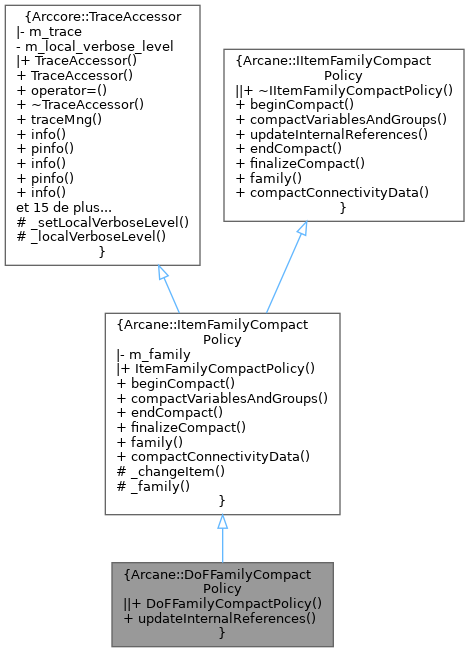 {Arccore::TraceAccessor
|- m_trace
- m_local_verbose_level
|+ TraceAccessor()
+ TraceAccessor()
+ operator=()
+ ~TraceAccessor()
+ traceMng()
+ info()
+ pinfo()
+ info()
+ pinfo()
+ info()
et 15 de plus...
# _setLocalVerboseLevel()
# _localVerboseLevel()
}
{Arcane::IItemFamilyCompact
Policy
||+ ~IItemFamilyCompactPolicy()
+ beginCompact()
+ compactVariablesAndGroups()
+ updateInternalReferences()
+ endCompact()
+ finalizeCompact()
+ family()
+ compactConnectivityData()
}
{Arcane::ItemFamilyCompact
Policy
|- m_family
|+ ItemFamilyCompactPolicy()
+ beginCompact()
+ compactVariablesAndGroups()
+ endCompact()
+ finalizeCompact()
+ family()
+ compactConnectivityData()
# _changeItem()
# _family()
}
{Arcane::DoFFamilyCompact
Policy
||+ DoFFamilyCompactPolicy()
+ updateInternalReferences()
}